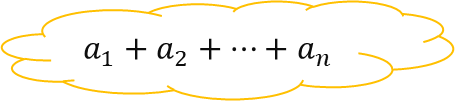 a₁ + a₂ + ⋯ + aₙ